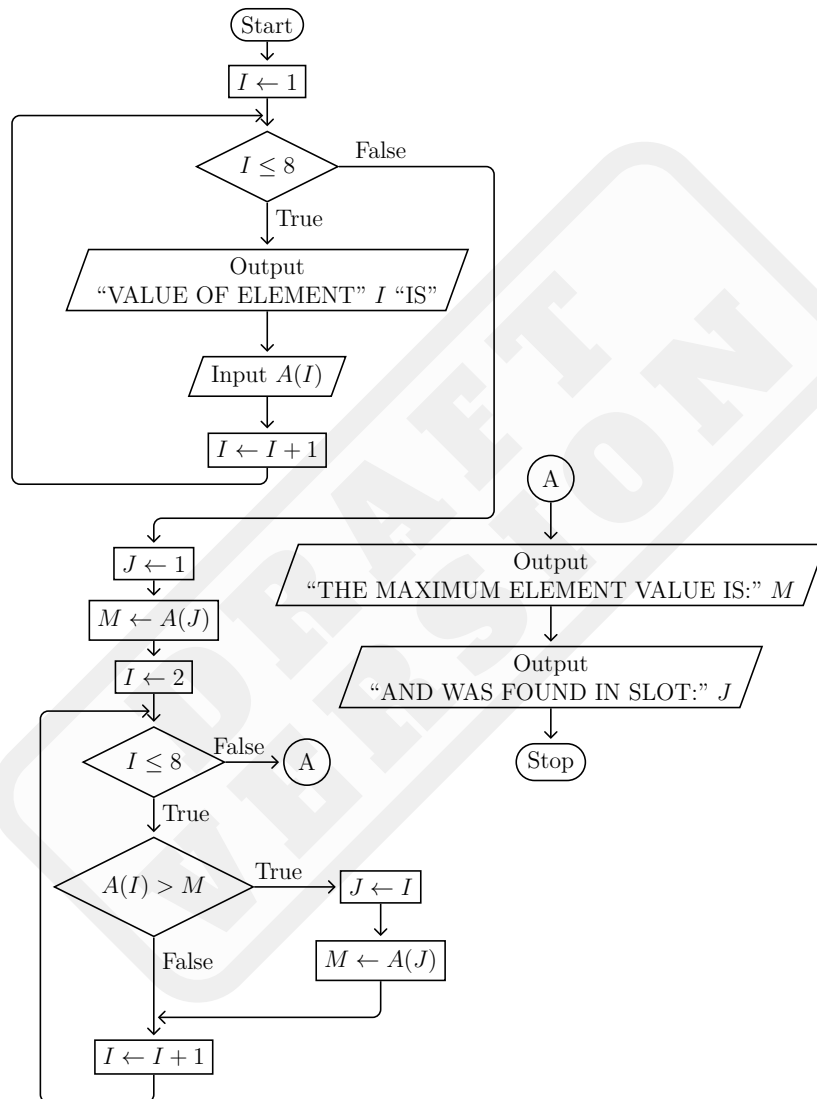 Start
I ← 1
I ≤ 8
False
True
Output
“VALUE OF ELEMENT” I “IS”
Input A(I)
I ← I + 1
J ← 1
M ← A(J)
I ← 2
I ≤ 8
False
A
True
A(I) > M
True
J ← I
M ← A(J)
False
I ← I + 1
A
Output
“THE MAXIMUM ELEMENT VALUE IS:” M
Output
“AND WAS FOUND IN SLOT:” J
Stop
DRAFT
VERSION